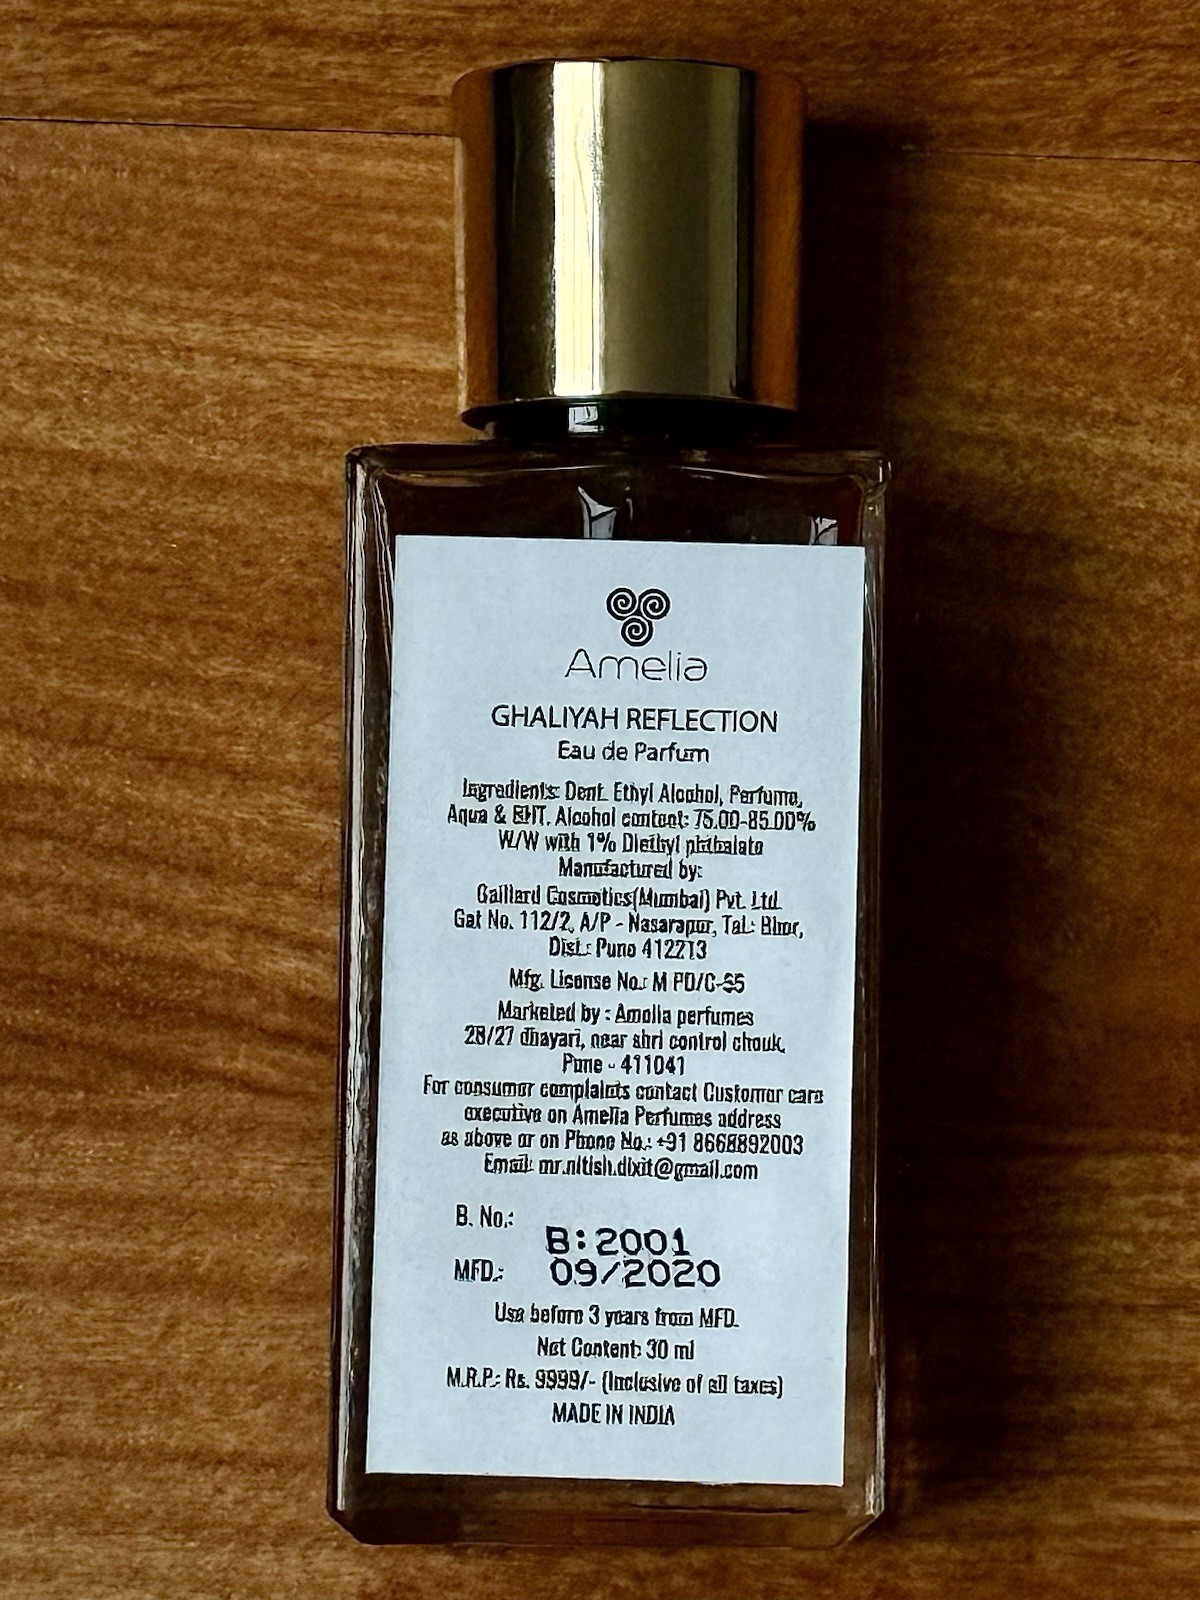 Amelia
GHALIYAH REFLECTION
Eau de Parfum
Ingredients: Dent. Ethyl Alcohol, Perfume,
Aqua & BHT. Alcohol content: 75.00-85.00%
W/W with 1% Diethyl phthalate
Manufactured by:
Gaillard Cosmetics(Mumbai) Pvt. Ltd.
Gat No. 112/2, A/P - Nasarapur, Tal.: Bhor,
Dist.: Pune 412213
Mfg. License No.: M PD/C-
Marketed by : Amelia perfumes
28/27 dhayari, near shri control chouk,
Pune - 411041
For consumer complaints contact Customer care
executive on Amelia Perfumes address
as above or on Phone No.: +91 8668892003
Email: mr.nitish.dixit@gmail.com
B. No.:
B:2001
MFD.: 09/2020
Use before 3 years from MFD.
Net Content: 30 ml
M.R.P.: Rs. 9999/- (Inclusive of all taxes)
MADE IN INDIA